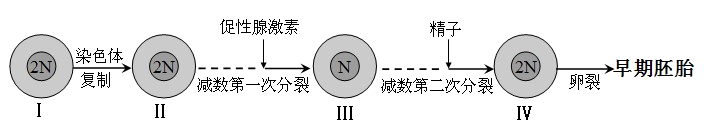 促性腺激素 精子
2N 染色体 2N N 2N 早期胚胎
复制 减数第一次分裂 减数第二次分裂 卵裂
I II III IV